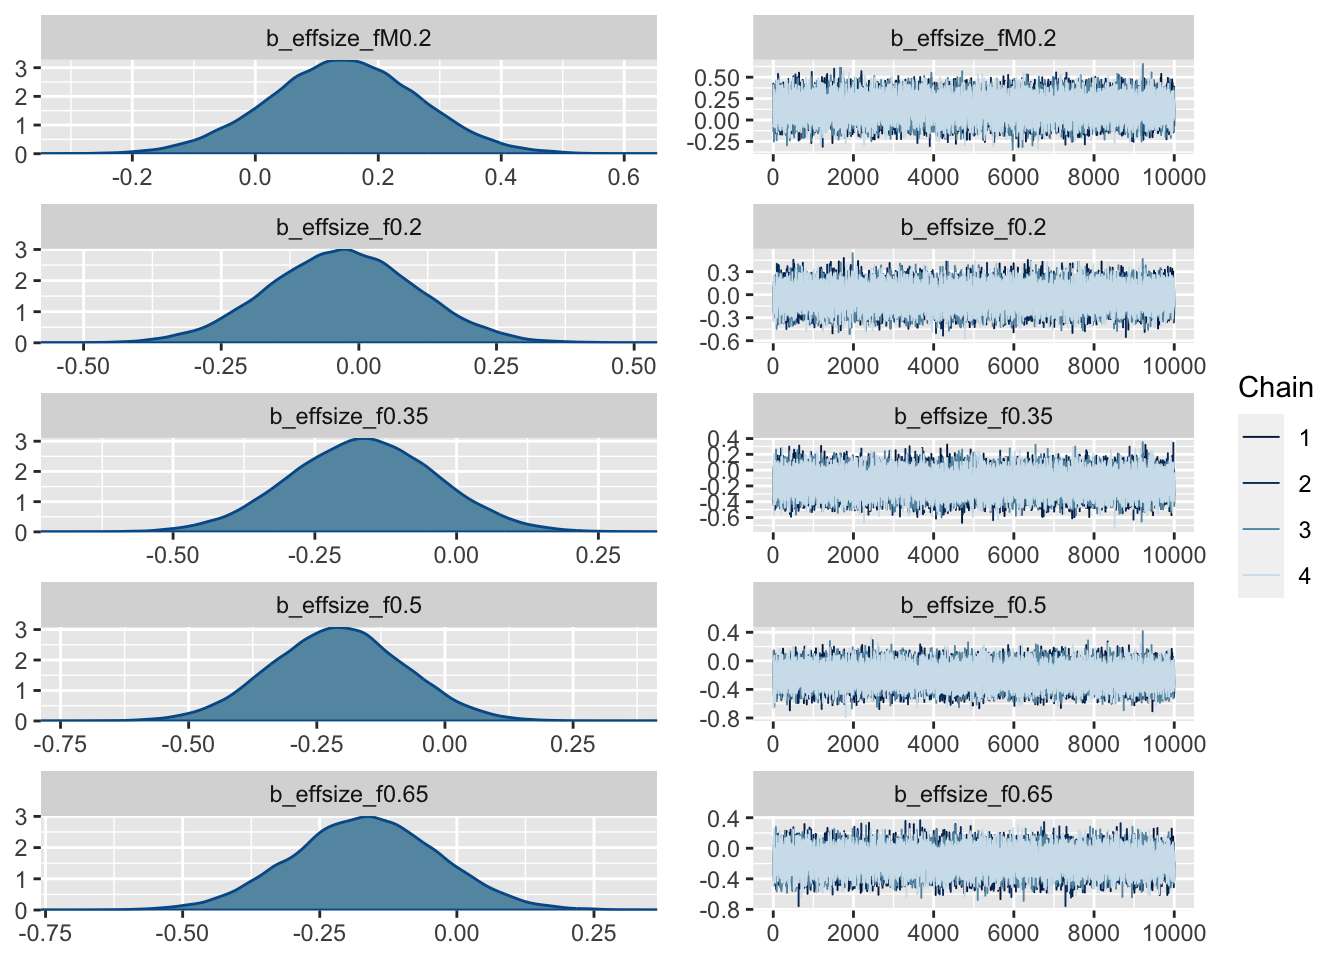 b_effsize_fM0.2
3
2
1
0
-0.2 0.0 0.2 0.4 0.6
b_effsize_fM0.2
0.50
0.25
0.00
-0.25
0 2000 4000 6000 8000 10000
b_effsize_f0.2
3
2
1
0
-0.50 -0.25 0.00 0.25 0.50
b_effsize_f0.2
0.3
0.0
-0.3
-0.6
0 2000 4000 6000 8000 10000
b_effsize_f0.35
3
2
1
0
-0.50 -0.25 0.00 0.25
b_effsize_f0.35
0.4
0.2
0.0
-0.2
-0.4
-0.6
0 2000 4000 6000 8000 10000
b_effsize_f0.5
3
2
1
0
-0.75 -0.50 -0.25 0.00 0.25
b_effsize_f0.5
0.4
0.0
-0.4
-0.8
0 2000 4000 6000 8000 10000
b_effsize_f0.65
3
2
1
0
-0.75 -0.50 -0.25 0.00 0.25
b_effsize_f0.65
0.4
0.0
-0.4
-0.8
0 2000 4000 6000 8000 10000
Chain
1
2
3
4